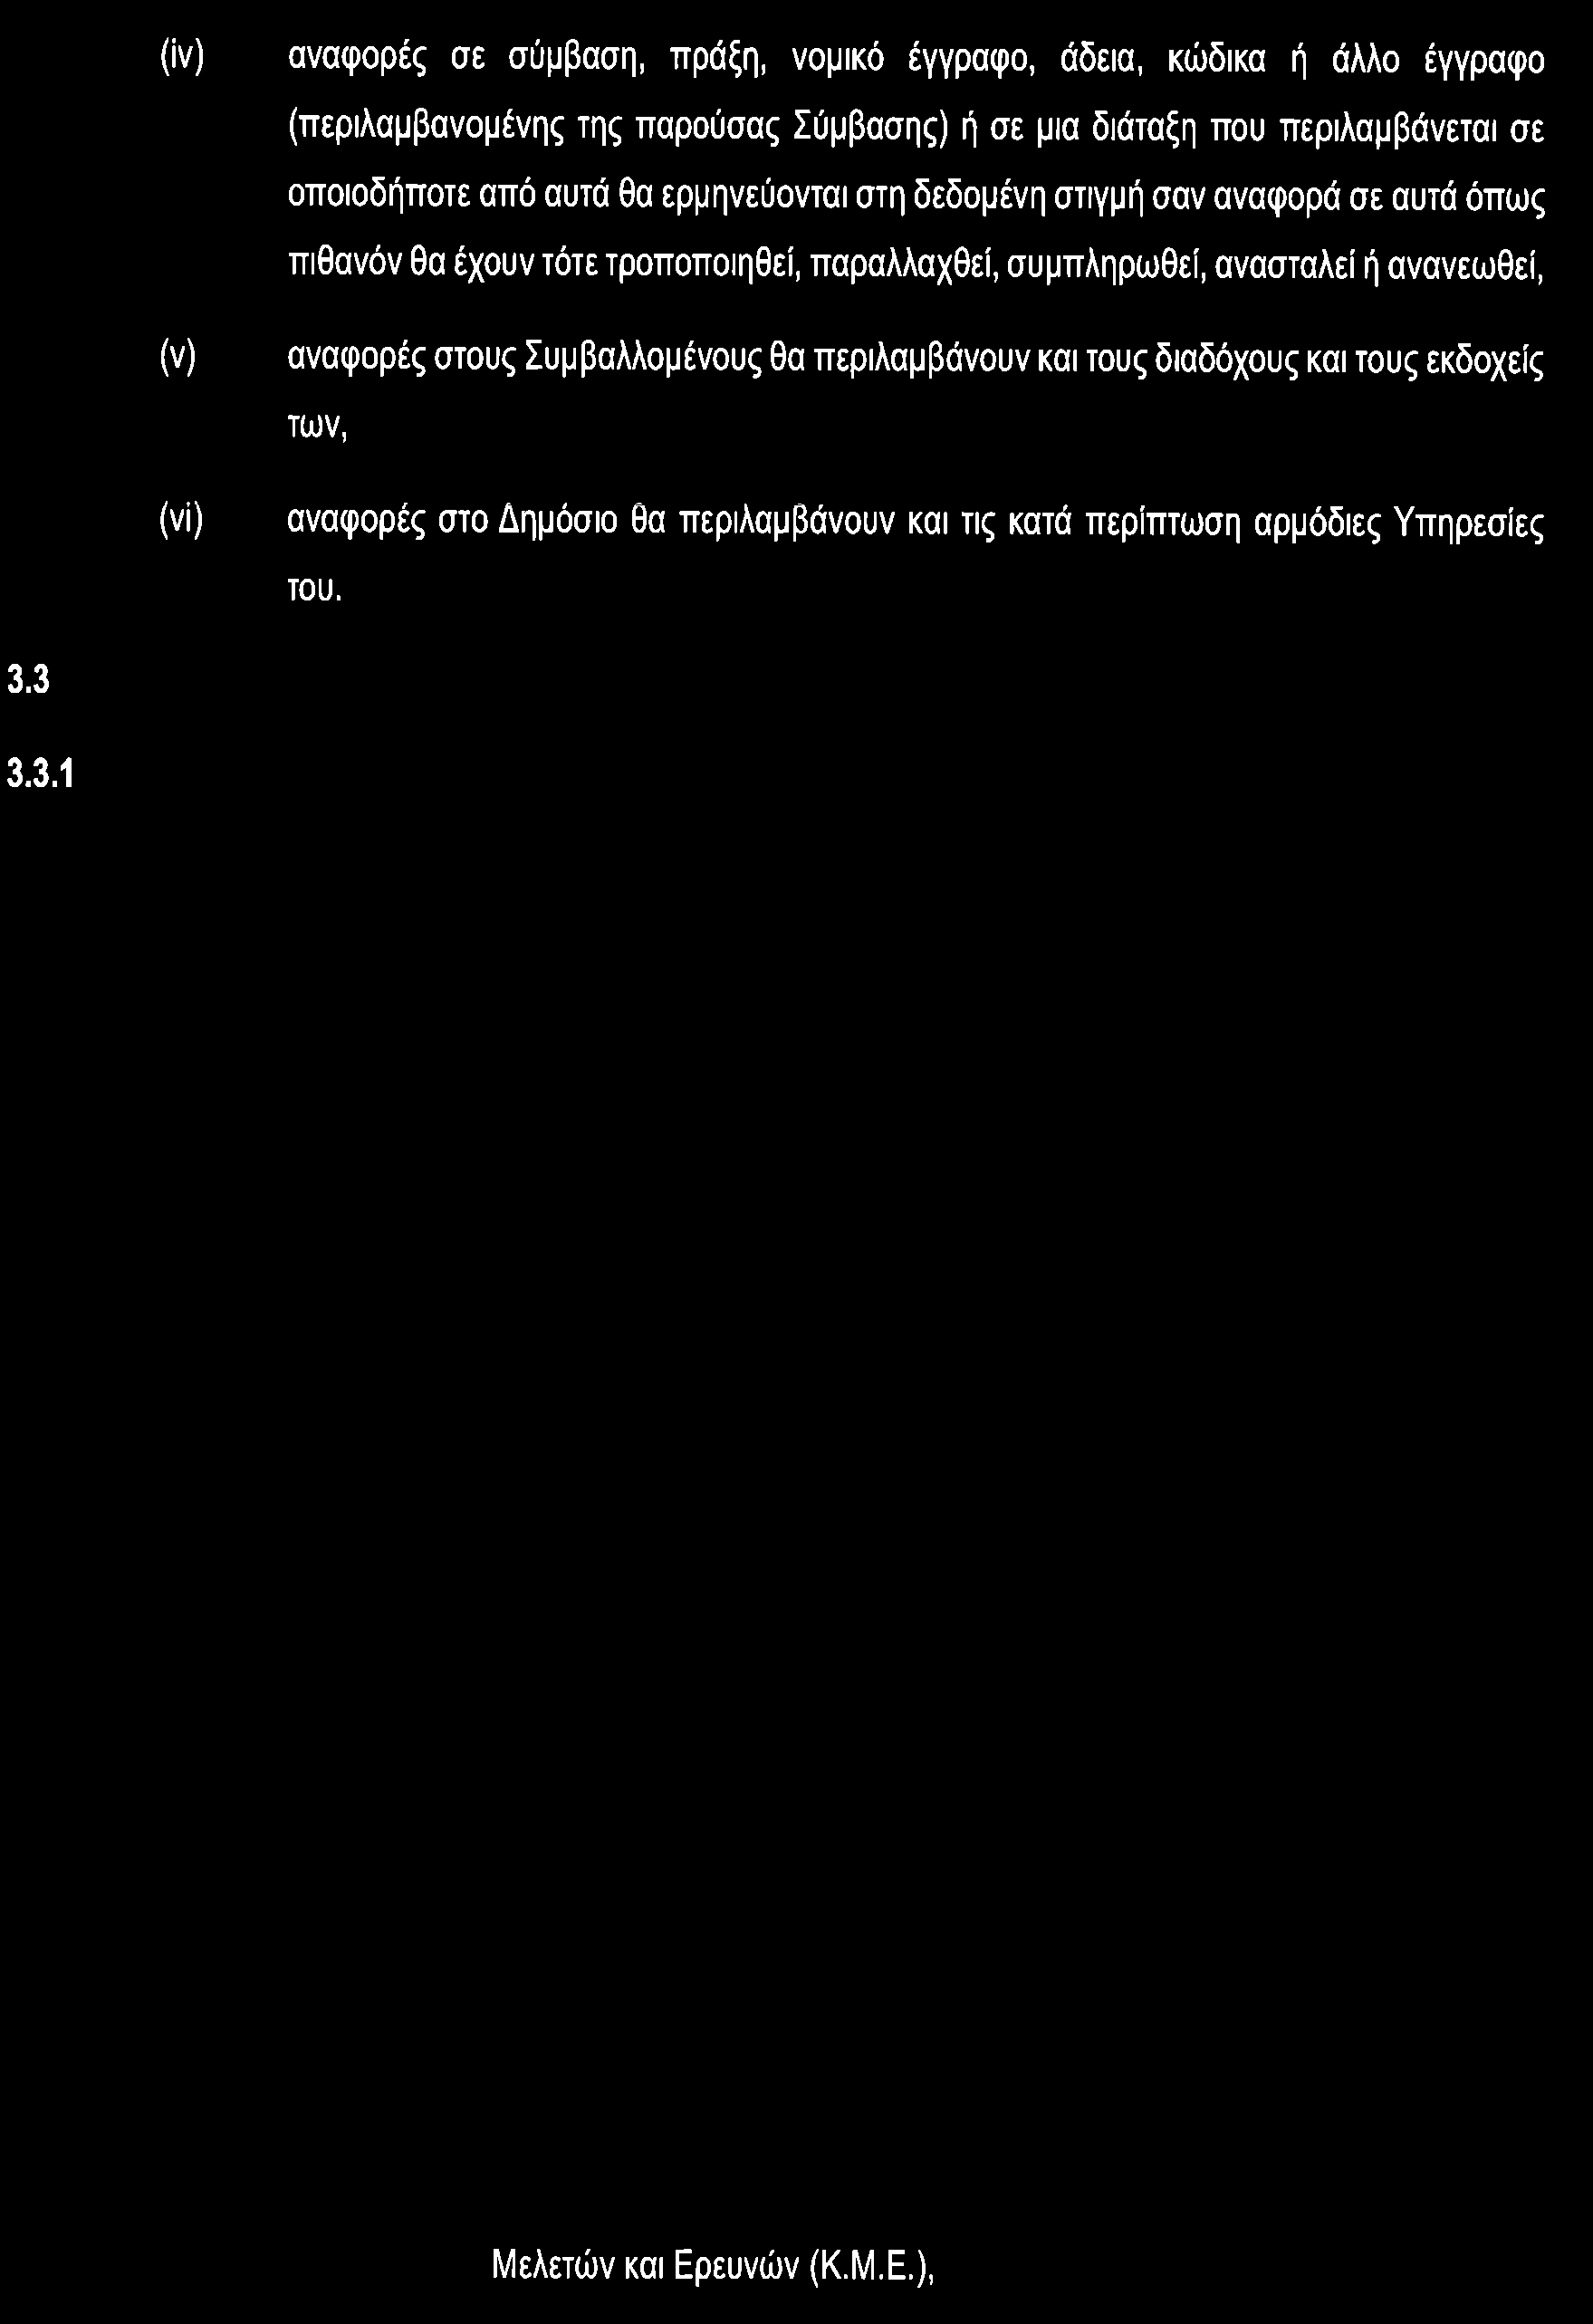 (iv) αναφορές σε σύμβαση, πράξη, νομικό έγγραφο, άδεια, κώδικα ή άλλο έγγραφο
(περιλαμβανομένης της παρούσας Σύμβασης) ή σε μια διάταξη που περιλαμβάνεται σε
οποιοδήποτε από αυτά θα ερμηνεύονται στη δεδομένη στιγμή σαν αναφορά σε αυτά όπως
πιθανόν θα έχουν τότε τροποποιηθεί, παραλλαχθεί, συμπληρωθεί, ανασταλεί ή ανανεωθεί,
(v) αναφορές στους Συμβαλλομένους θα περιλαμβάνουν και τους διαδόχους και τους εκδοχείς
των,
(vi) αναφορές στο Δημόσιο θα περιλαμβάνουν και τις κατά περίπτωση αρμόδιες Υπηρεσίες
του.
3.3
3.3.1
Μελετών και Ερευνών (Κ.Μ.Ε.),